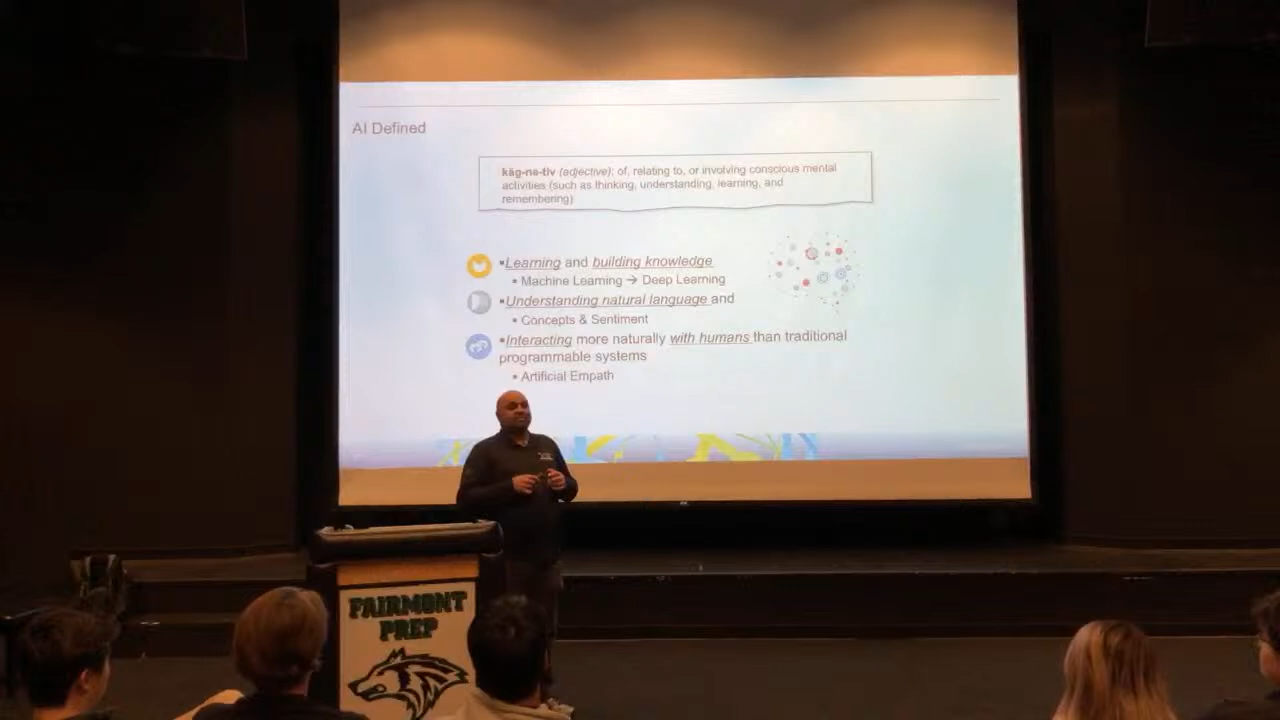 AI Defined
käg-nə-tiv (adjective): of, relating to, or involving conscious mental
activities (such as thinking, understanding, learning, and
remembering)
▪Learning and building knowledge
▪ Machine Learning → Deep Learning
▪Understanding natural language and
▪ Concepts & Sentiment
▪Interacting more naturally with humans than traditional
programmable systems
▪ Artificial Empath
FAIRMONT
PREP